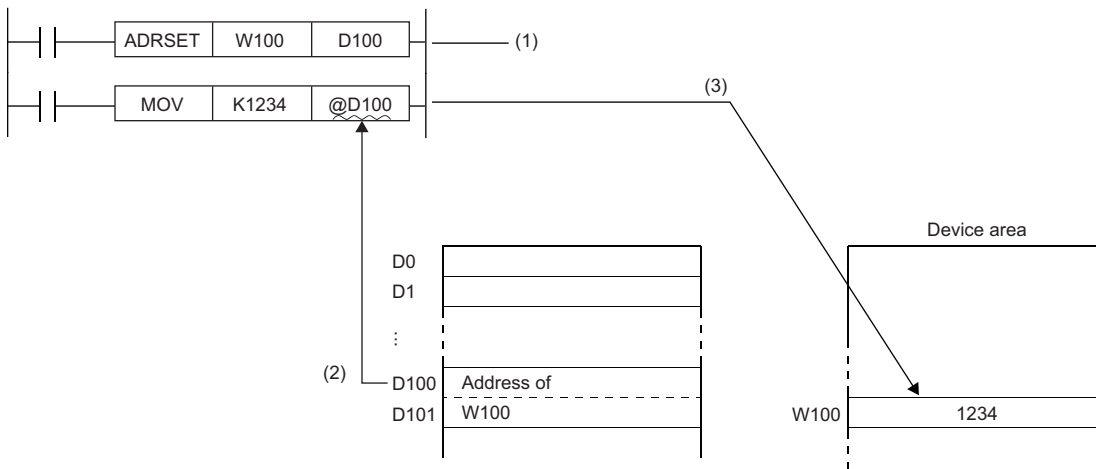 ADRSET W100 D100 (1)
MOV K1234 @D100 (3)
Device area
D0
D1
⋮
(2) D100 Address of
D101 W100
W100 1234